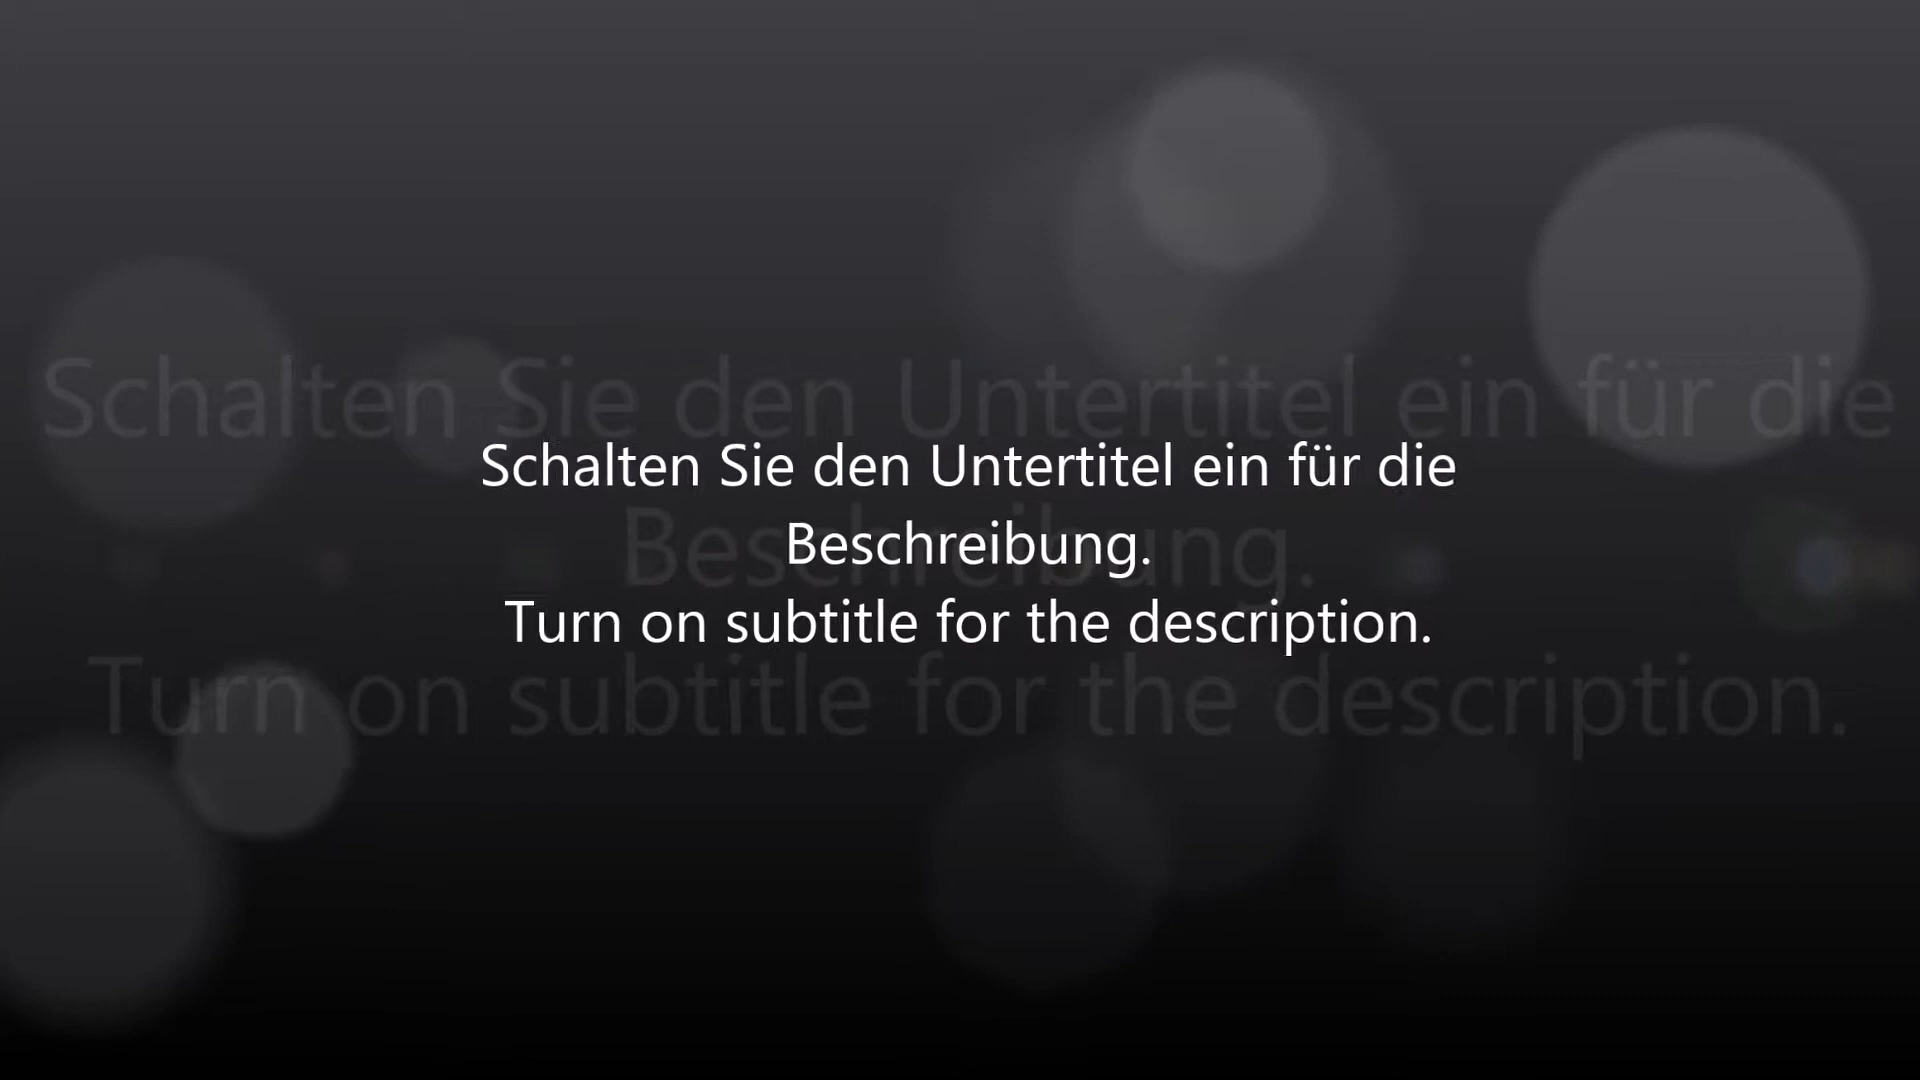 Schalten Sie den Untertitel ein für die
Beschreibung.
Turn on subtitle for the description.